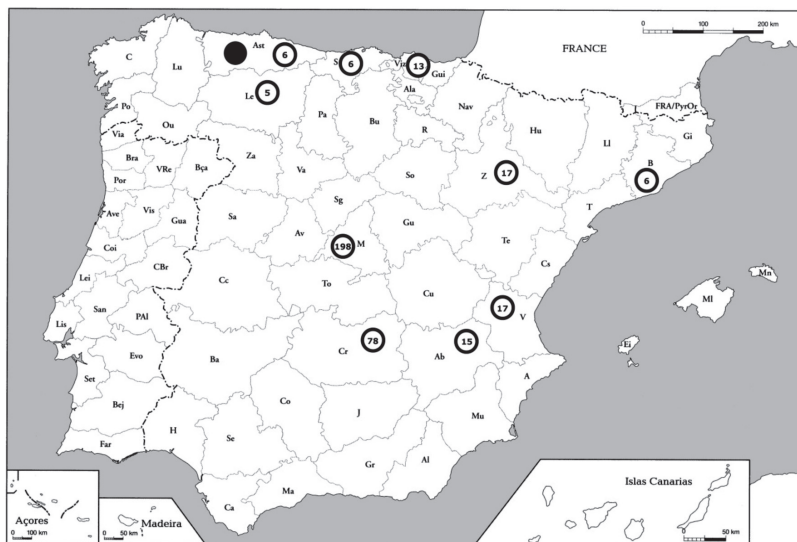 0 100 200 km
FRANCE
C
Lu
Ast
6
S
6
Viz
13
Gui
Le
5
Ala
Nav
FRA/PyrOr
Po
Ou
Pa
Bu
R
Hu
Ll
Gi
Via
B
6
Bra
VRe
Bça
Za
Va
So
Z
17
Por
T
Ave
Vis
Gua
Sa
Sg
Av
198
M
Gu
Te
Coi
Cs
CBr
Lei
Cc
To
Cu
Mn
Ml
San
PAl
17
V
Lis
Ei
Evo
Ba
Cr
78
Ab
15
Set
A
Bej
Co
J
Mu
H
Se
Far
Gr
Al
Ma
Ca
Açores
0 100 km
Madeira
0 50 km
Islas Canarias
50 km